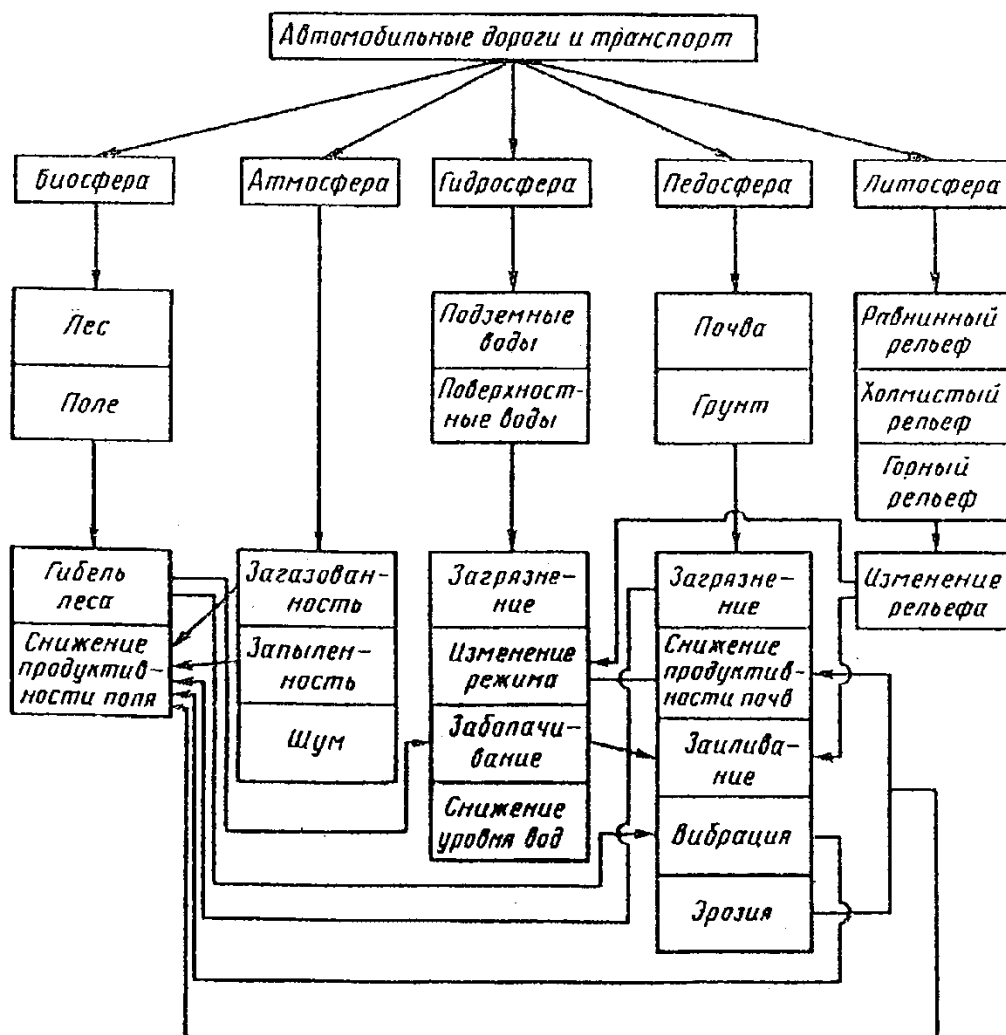 Автомобильные дороги и транспорт
Биосфера
Атмосфера
Гидросфера
Педосфера
Литосфера
Лес
Поле
Подземные
воды
Поверхност-
ные воды
Почва
Грунт
Равнинный
рельеф
Холмистый
рельеф
Горный
рельеф
Гибель
леса
Снижение
продуктив-
ности поля
Загазован-
ность
Запылен-
ность
Шум
Загрязне-
ние
Изменение
режима
Заболачи-
вание
Снижение
уровня вод
Загрязне-
ние
Снижение
продуктив-
ности почв
Заилива-
ние
Вибрация
Эрозия
Изменение
рельефа